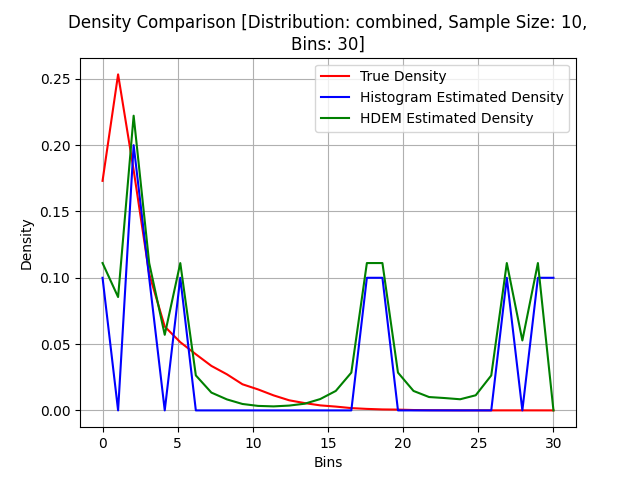 Density Comparison [Distribution: combined, Sample Size: 10,
Bins: 30]
True Density
Histogram Estimated Density
HDEM Estimated Density
Density
0.25
0.20
0.15
0.10
0.05
0.00
0 5 10 15 20 25 30
Bins